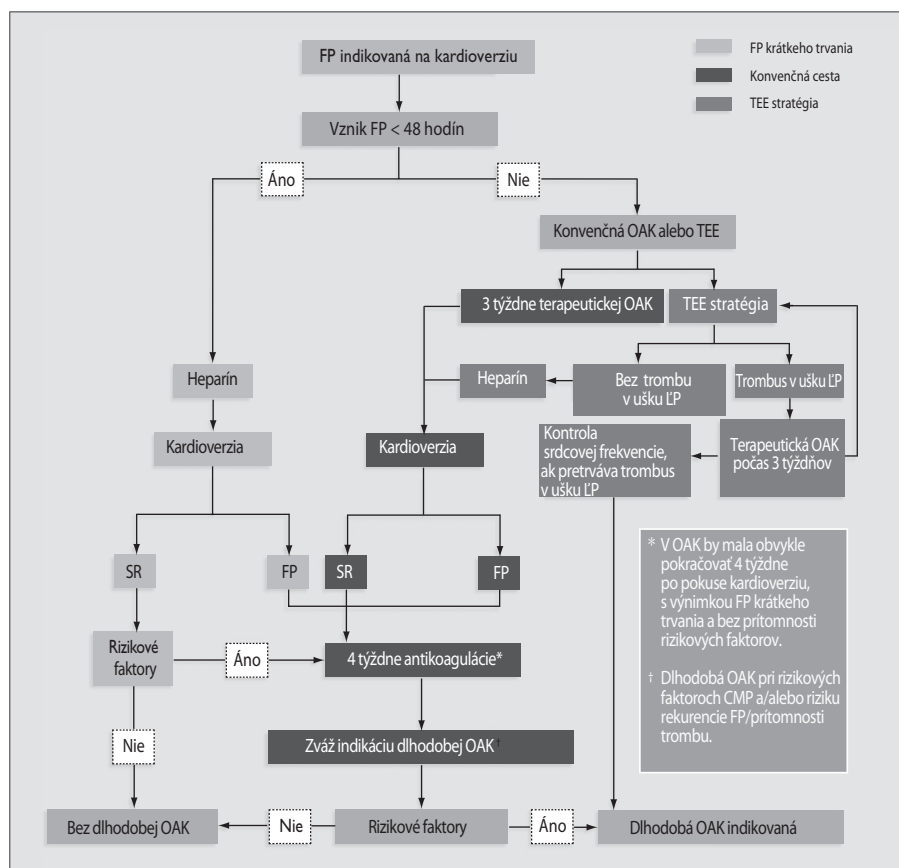 FP indikovaná na kardioverziu
FP krátkeho trvania
Konvenčná cesta
TEE stratégia
Vznik FP < 48 hodín
Áno
Nie
Konvenčná OAK alebo TEE
3 týždne terapeutickej OAK
TEE stratégia
Heparín
Heparín
Bez trombu
v ušku ĽP
Trombus v ušku ĽP
Kardioverzia
Kardioverzia
Kontrola
srdcovej frekvencie,
ak pretrváva trombus
v ušku ĽP
Terapeutická OAK
počas 3 týždňov
SR
FP
SR
FP
* V OAK by mala obvykle
pokračovať 4 týždne
po pokuse kardioverziu,
s výnimkou FP krátkeho
trvania a bez prítomnosti
rizikových faktorov.
† Dlhodobá OAK pri rizikových
faktoroch CMP a/alebo riziku
rekurencie FP/prítomnosti
trombu.
Rizikové
faktory
Áno
4 týždne antikoagulácie*
Nie
Zváž indikáciu dlhodobej OAK†
Bez dlhodobej OAK
Nie
Rizikové faktory
Áno
Dlhodobá OAK indikovaná